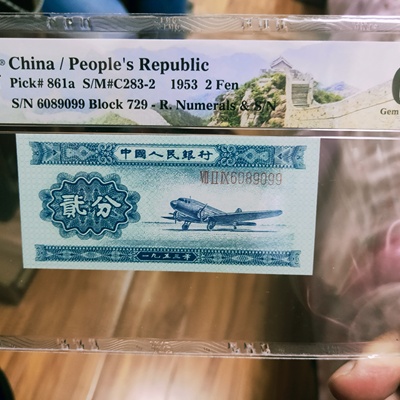 China / People's Republic
Pick# 861a S/M#C283-2 1953 2 Fen
S/N 6089099 Block 729 - R. Numerals & S/N
Gem
中國人民銀行
ⅦⅡⅨ6089099
貳分
一九五三年